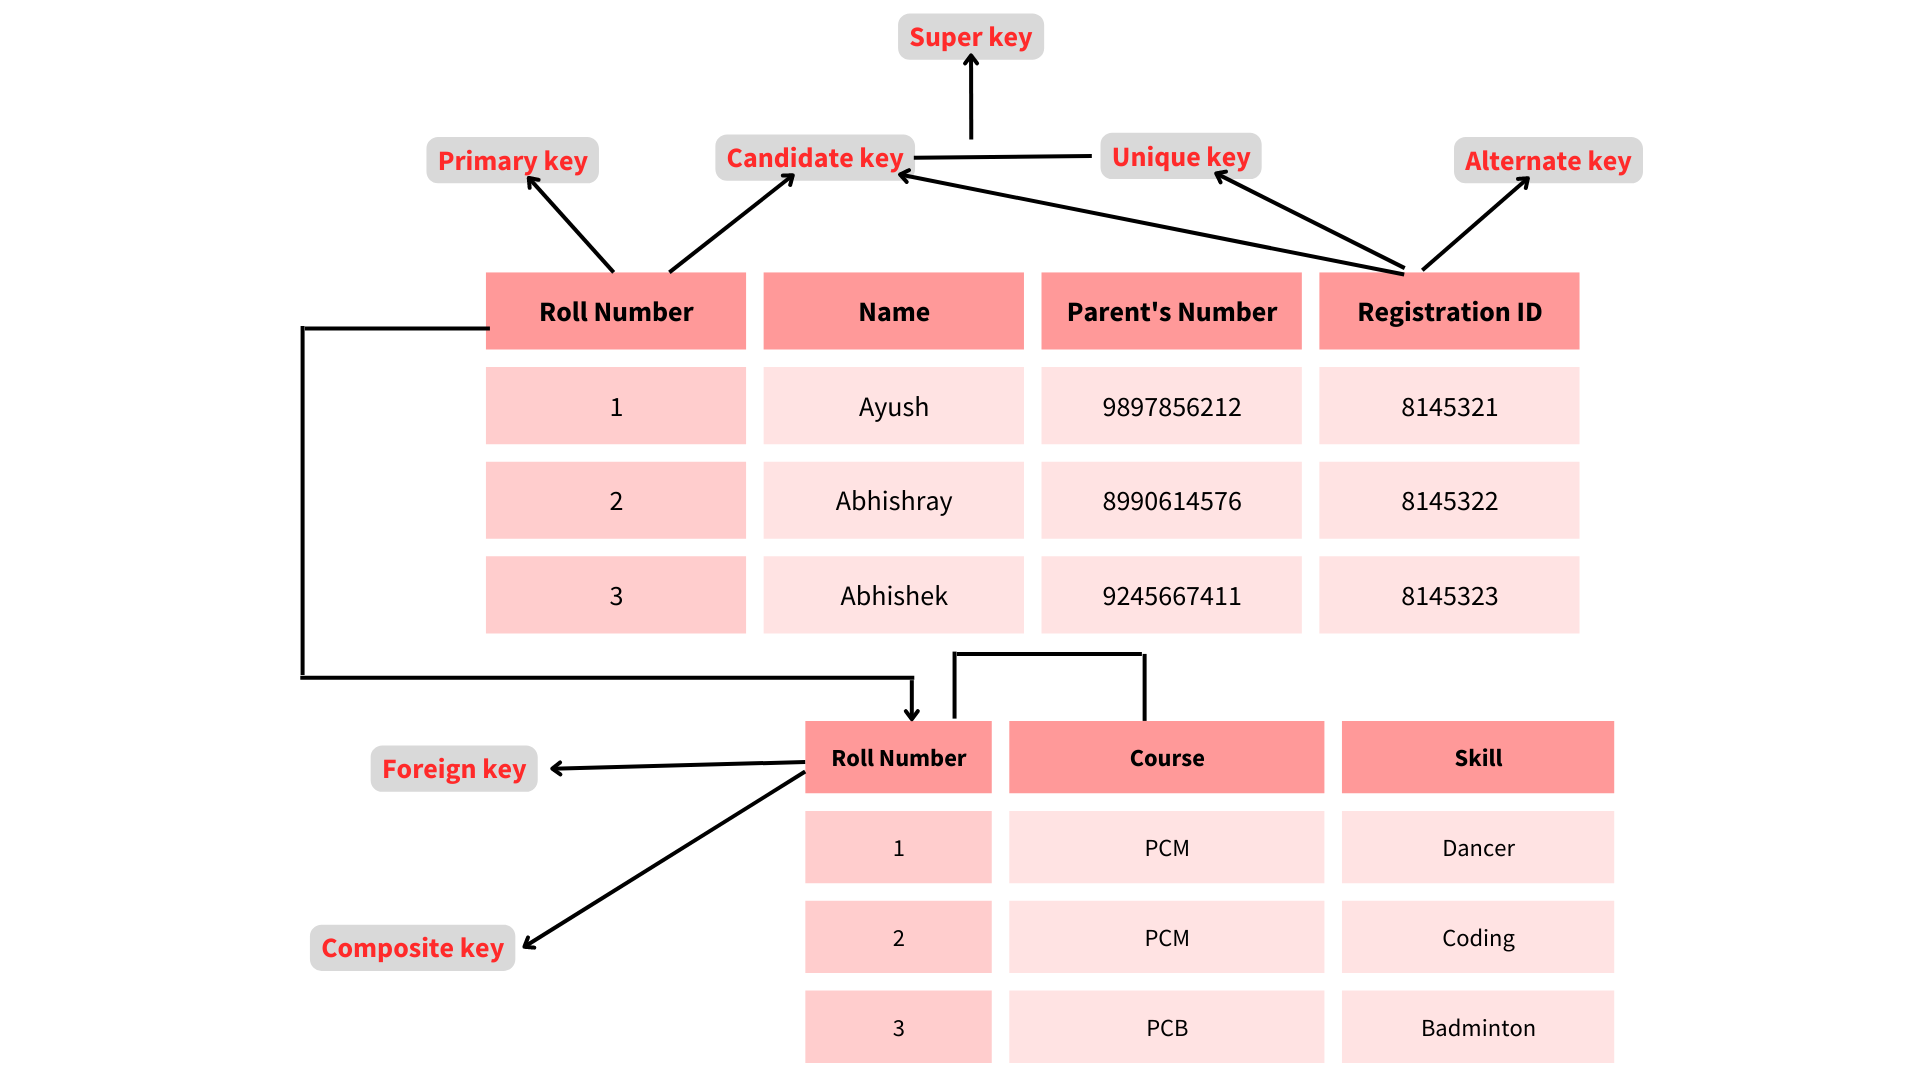 Super key
Primary key
Candidate key
Unique key
Alternate key
Roll Number
Name
Parent's Number
Registration ID
1
Ayush
9897856212
8145321
2
Abhishray
8990614576
8145322
3
Abhishek
9245667411
8145323
Roll Number
Course
Skill
Foreign key
1
PCM
Dancer
2
PCM
Coding
Composite key
3
PCB
Badminton